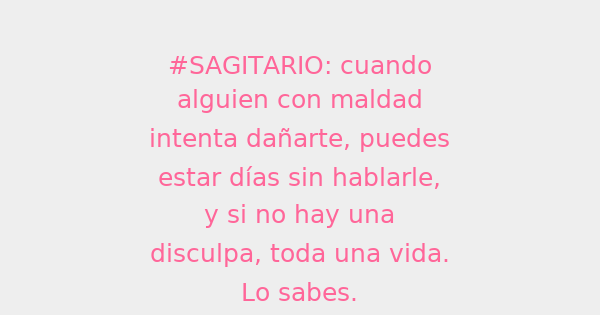 #SAGITARIO: cuando
alguien con maldad
intenta dañarte, puedes
estar días sin hablarle,
y si no hay una
disculpa, toda una vida.
Lo sabes.